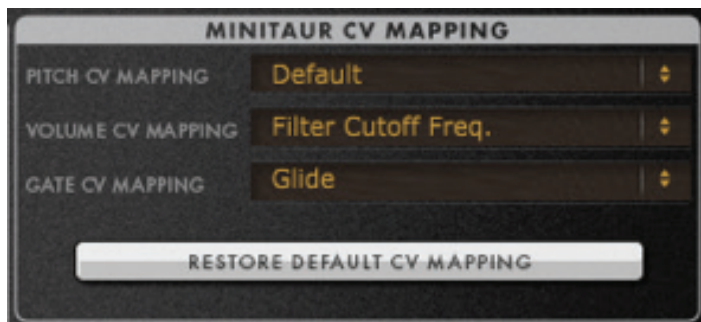 MINITAUR CV MAPPING
PITCH CV MAPPING Default
VOLUME CV MAPPING Filter Cutoff Freq.
GATE CV MAPPING Glide
RESTORE DEFAULT CV MAPPING